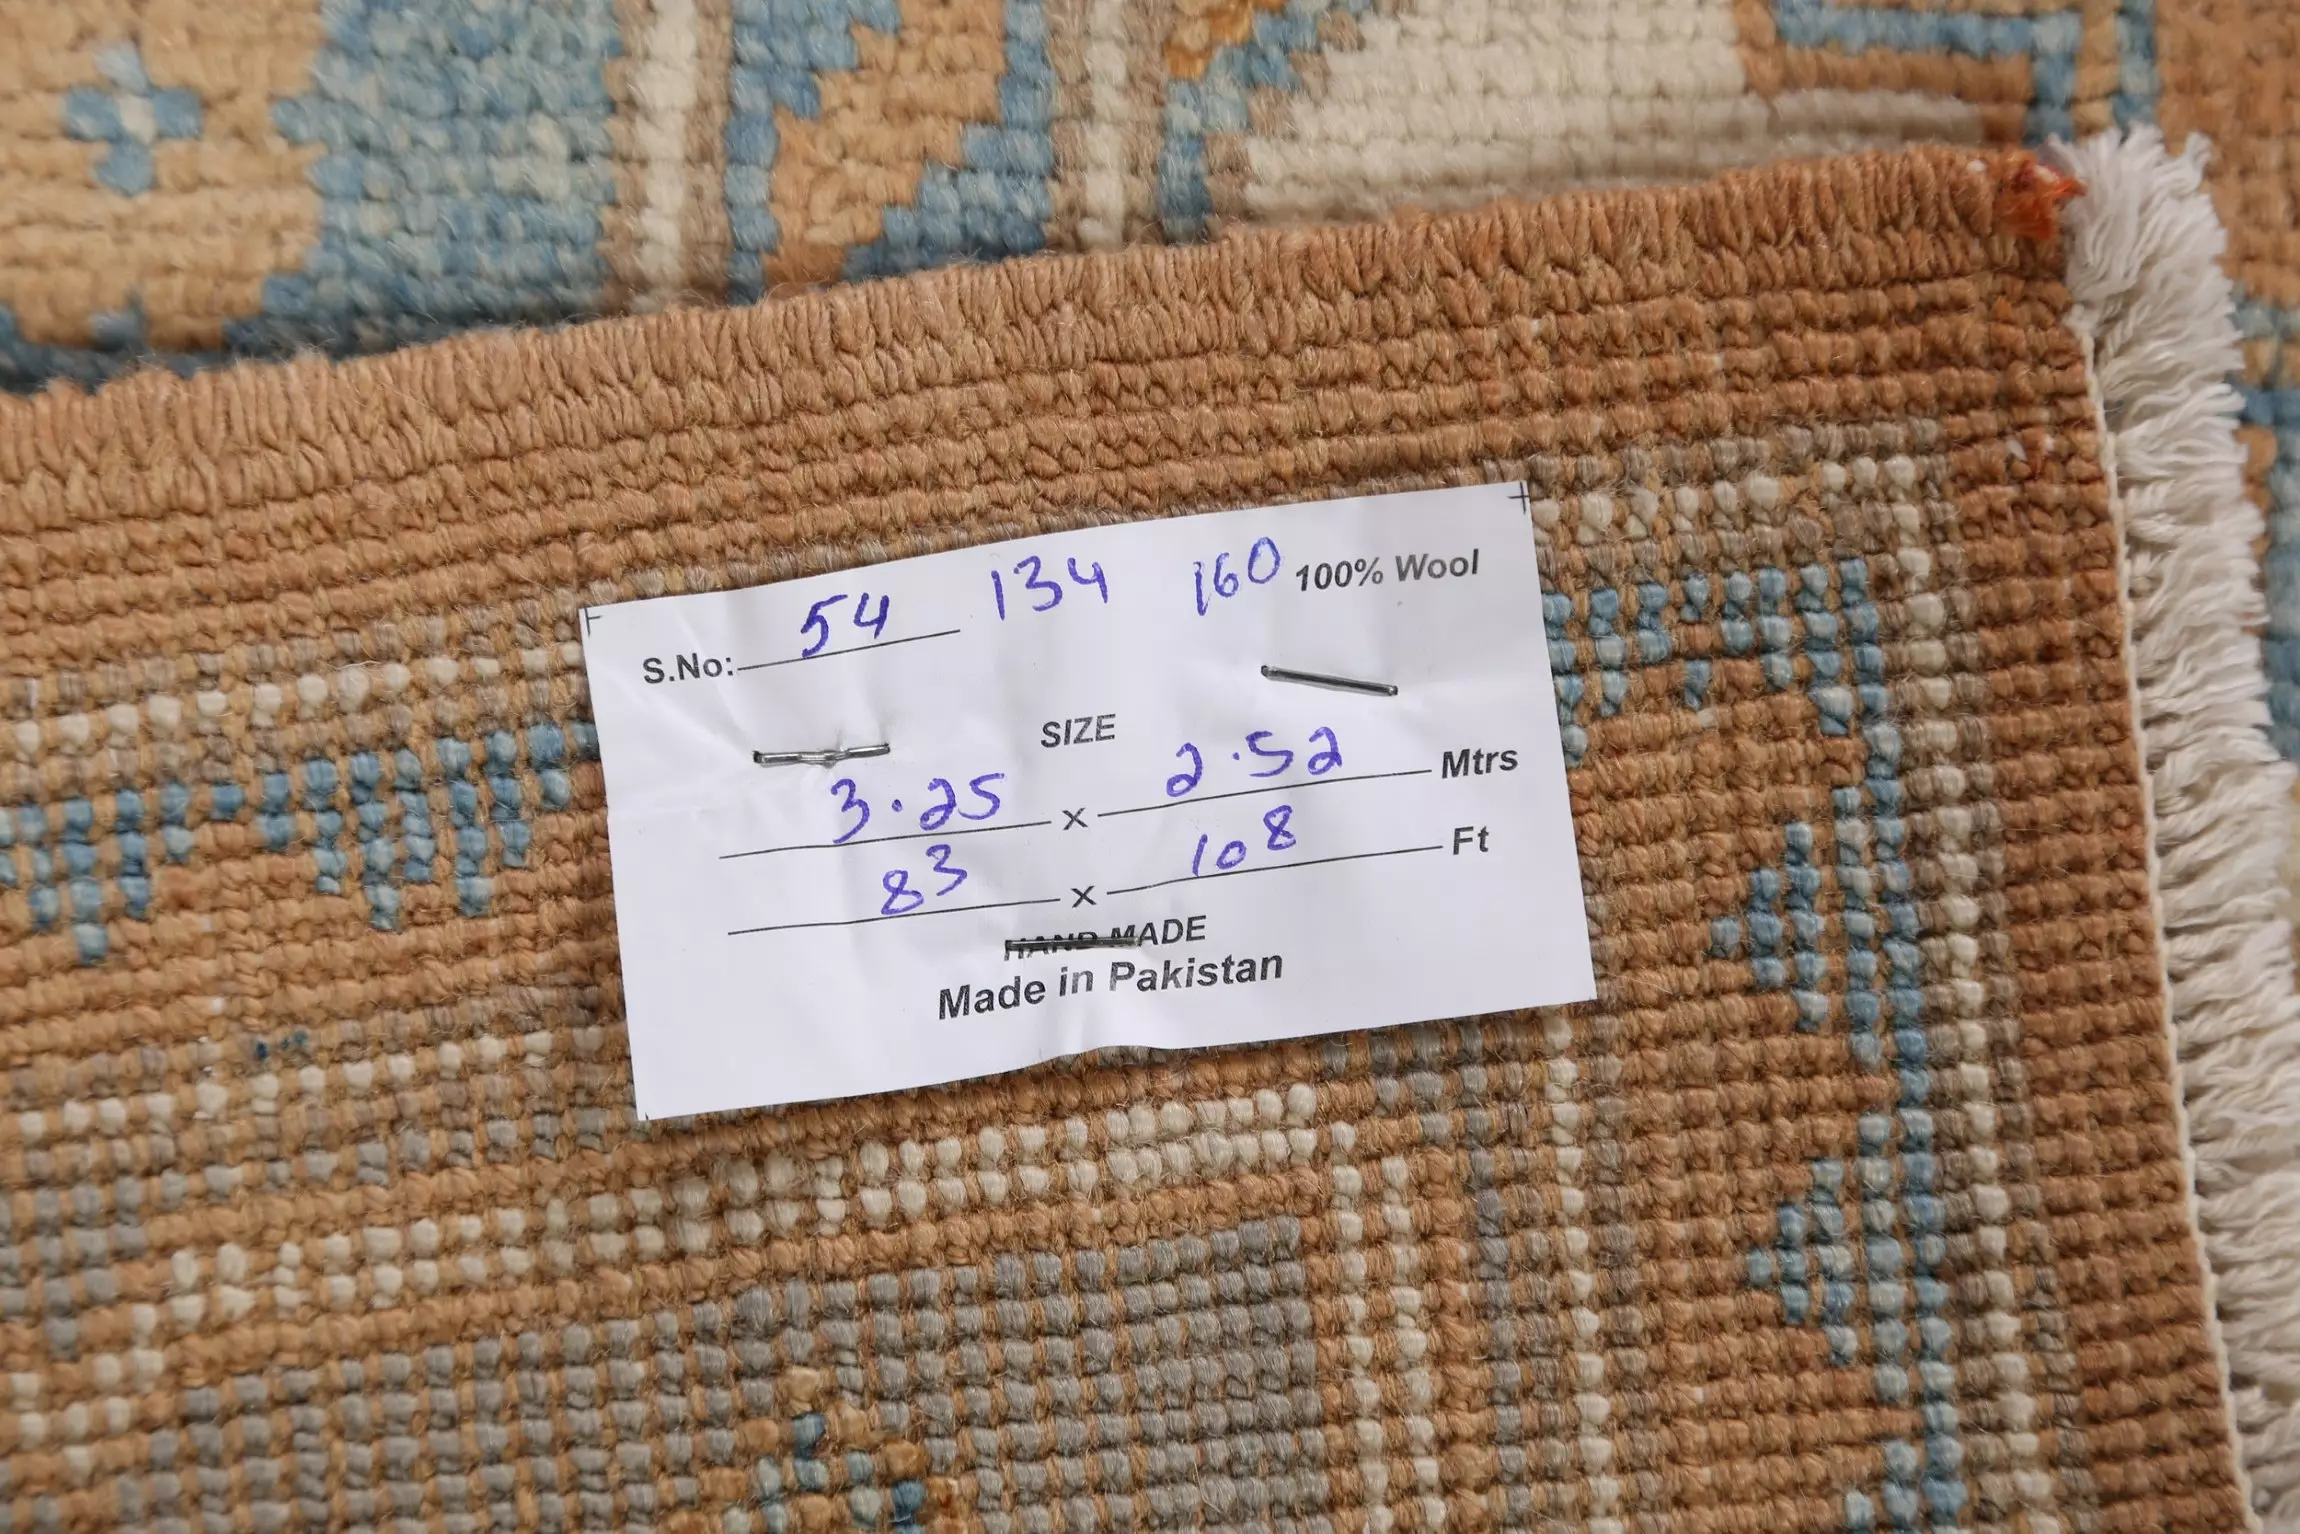 S.No: 54 134 160 100% Wool
SIZE
3.25 x 2.52 Mtrs
83 x 108 Ft
HAND MADE
Made in Pakistan